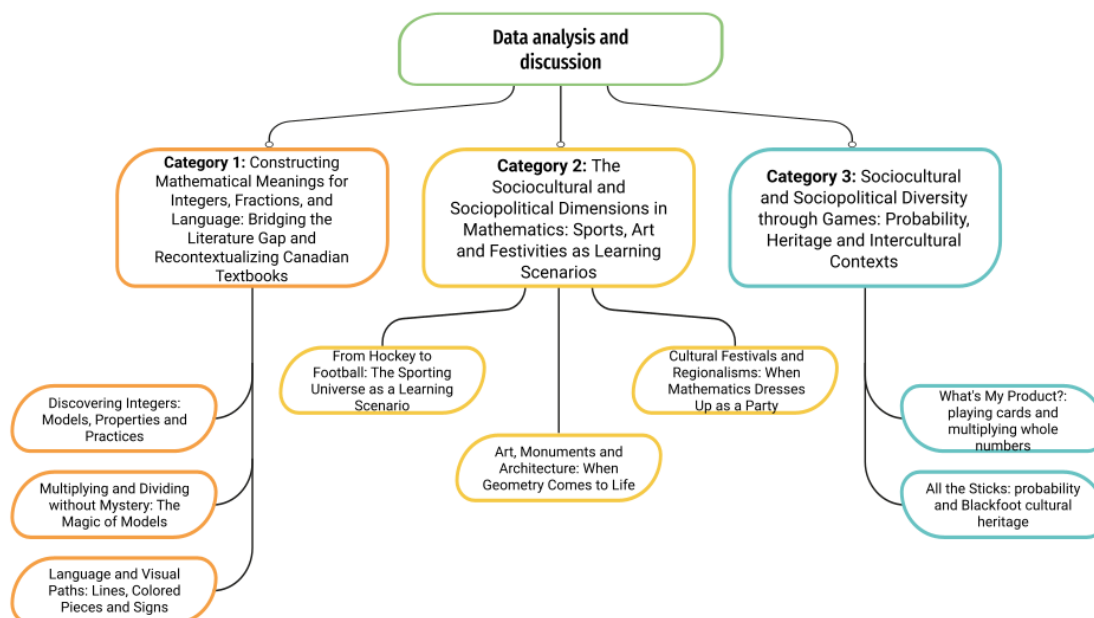 Data analysis and
discussion
Category 1: Constructing
Mathematical Meanings for
Integers, Fractions, and
Language: Bridging the
Literature Gap and
Recontextualizing Canadian
Textbooks
Category 2: The
Sociocultural and
Sociopolitical Dimensions in
Mathematics: Sports, Art
and Festivities as Learning
Scenarios
Category 3: Sociocultural
and Sociopolitical Diversity
through Games: Probability,
Heritage and Intercultural
Contexts
From Hockey to
Football: The Sporting
Universe as a Learning
Scenario
Cultural Festivals and
Regionalisms: When
Mathematics Dresses
Up as a Party
Discovering Integers:
Models, Properties and
Practices
What's My Product?:
playing cards and
multiplying whole
numbers
Art, Monuments and
Architecture: When
Geometry Comes to Life
Multiplying and Dividing
without Mystery: The
Magic of Models
All the Sticks: probability
and Blackfoot cultural
heritage
Language and Visual
Paths: Lines, Colored
Pieces and Signs